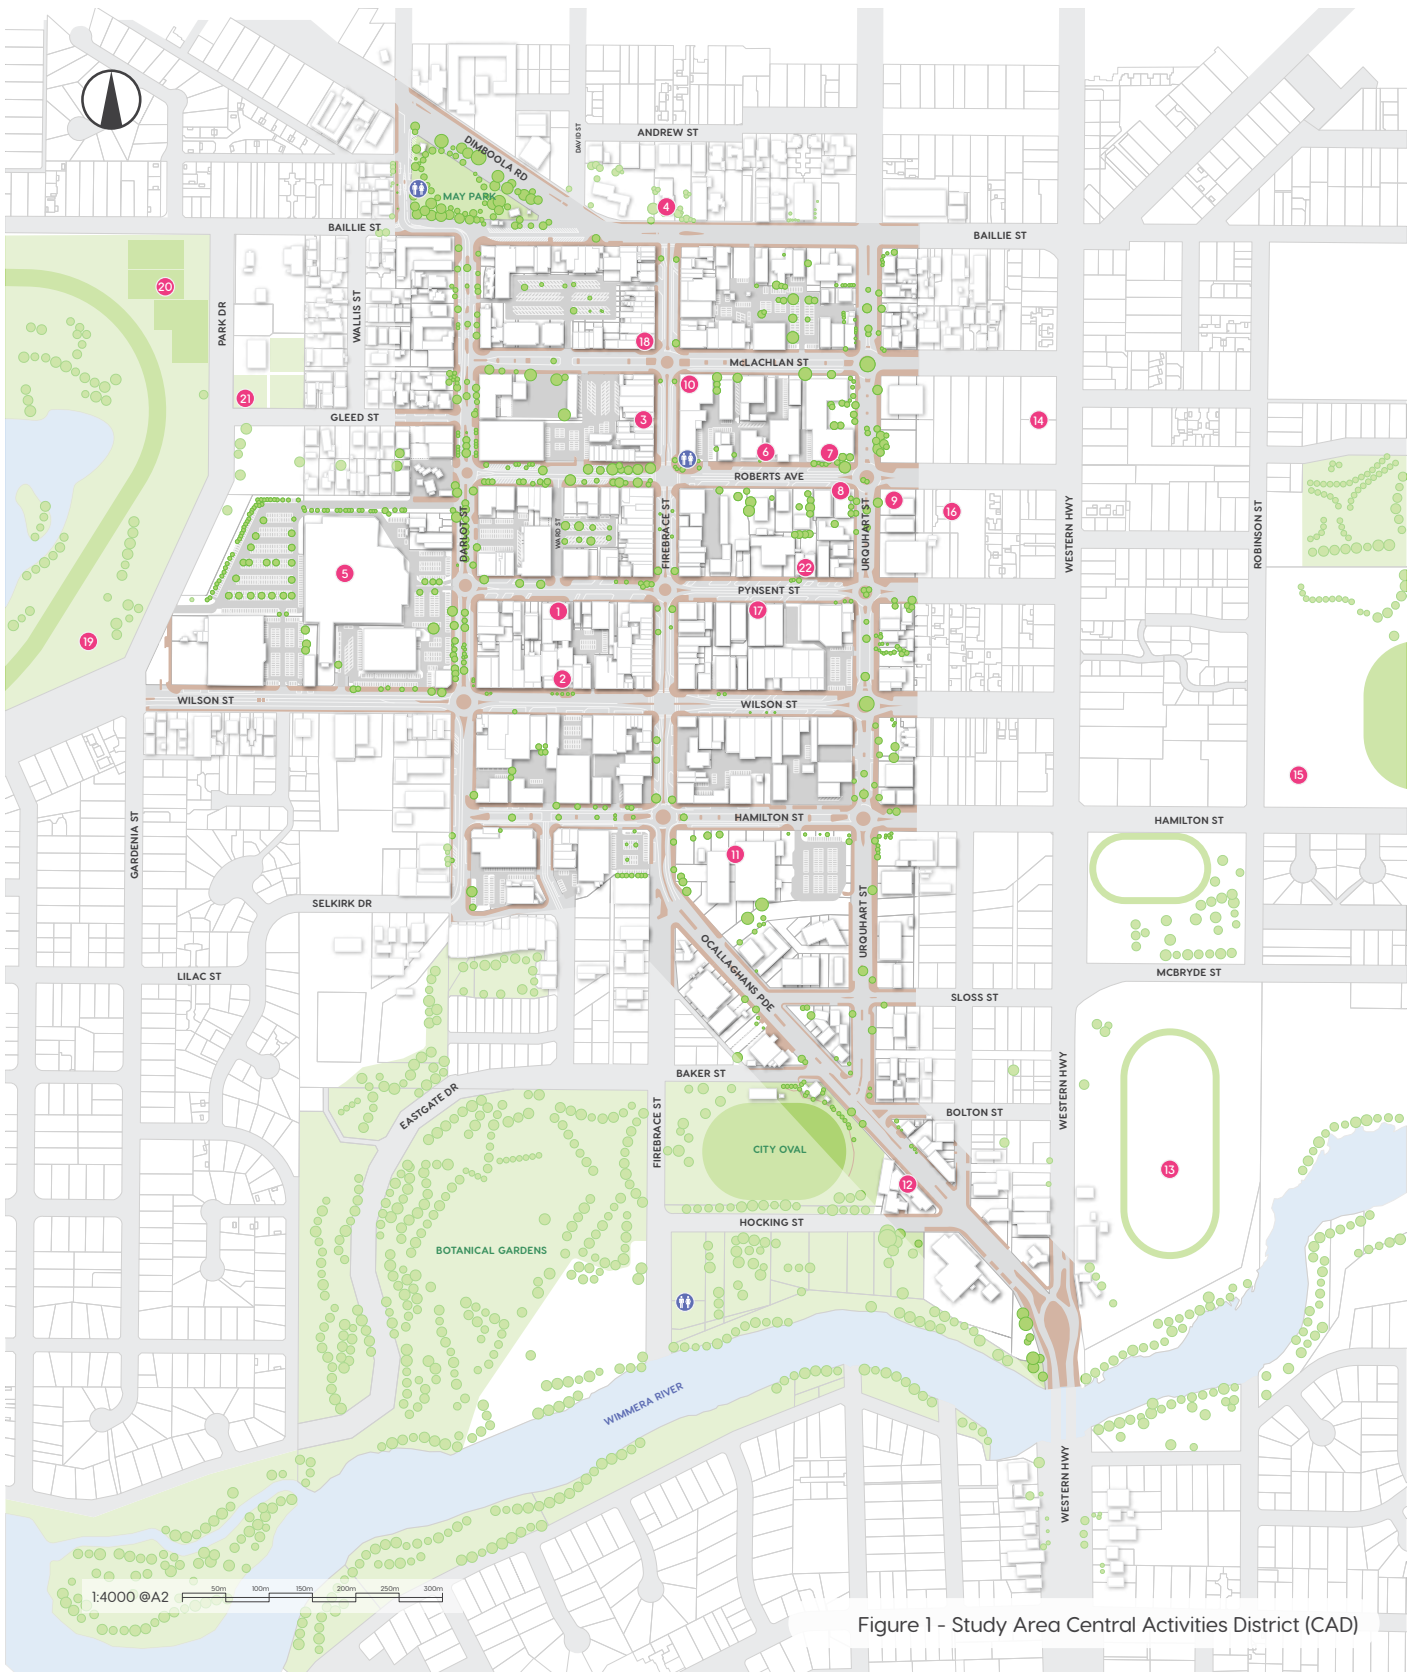 DAVID ST
ANDREW ST
DIMBOOLA RD
MAY PARK
4
BAILLIE ST
BAILLIE ST
20
PARK DR
WALLIS ST
18
McLACHLAN ST
10
21
GLEED ST
3
14
6
7
ROBERTS AVE
8
9
16
DARLOT ST
WARD ST
FIREBRACE ST
URQUHART ST
WESTERN HWY
ROBINSON ST
5
22
PYNSENT ST
1
17
19
2
WILSON ST
WILSON ST
15
GARDENIA ST
HAMILTON ST
HAMILTON ST
11
SELKIRK DR
URQUHART ST
OCALLAGHANS PDE
LILAC ST
MCBRYDE ST
SLOSS ST
BAKER ST
EASTGATE DR
FIREBRACE ST
WESTERN HWY
BOLTON ST
CITY OVAL
13
12
HOCKING ST
BOTANICAL GARDENS
WIMMERA RIVER
WESTERN HWY
1:4000 @A2
50m 100m 150m 200m 250m 300m
Figure 1 - Study Area Central Activities District (CAD)